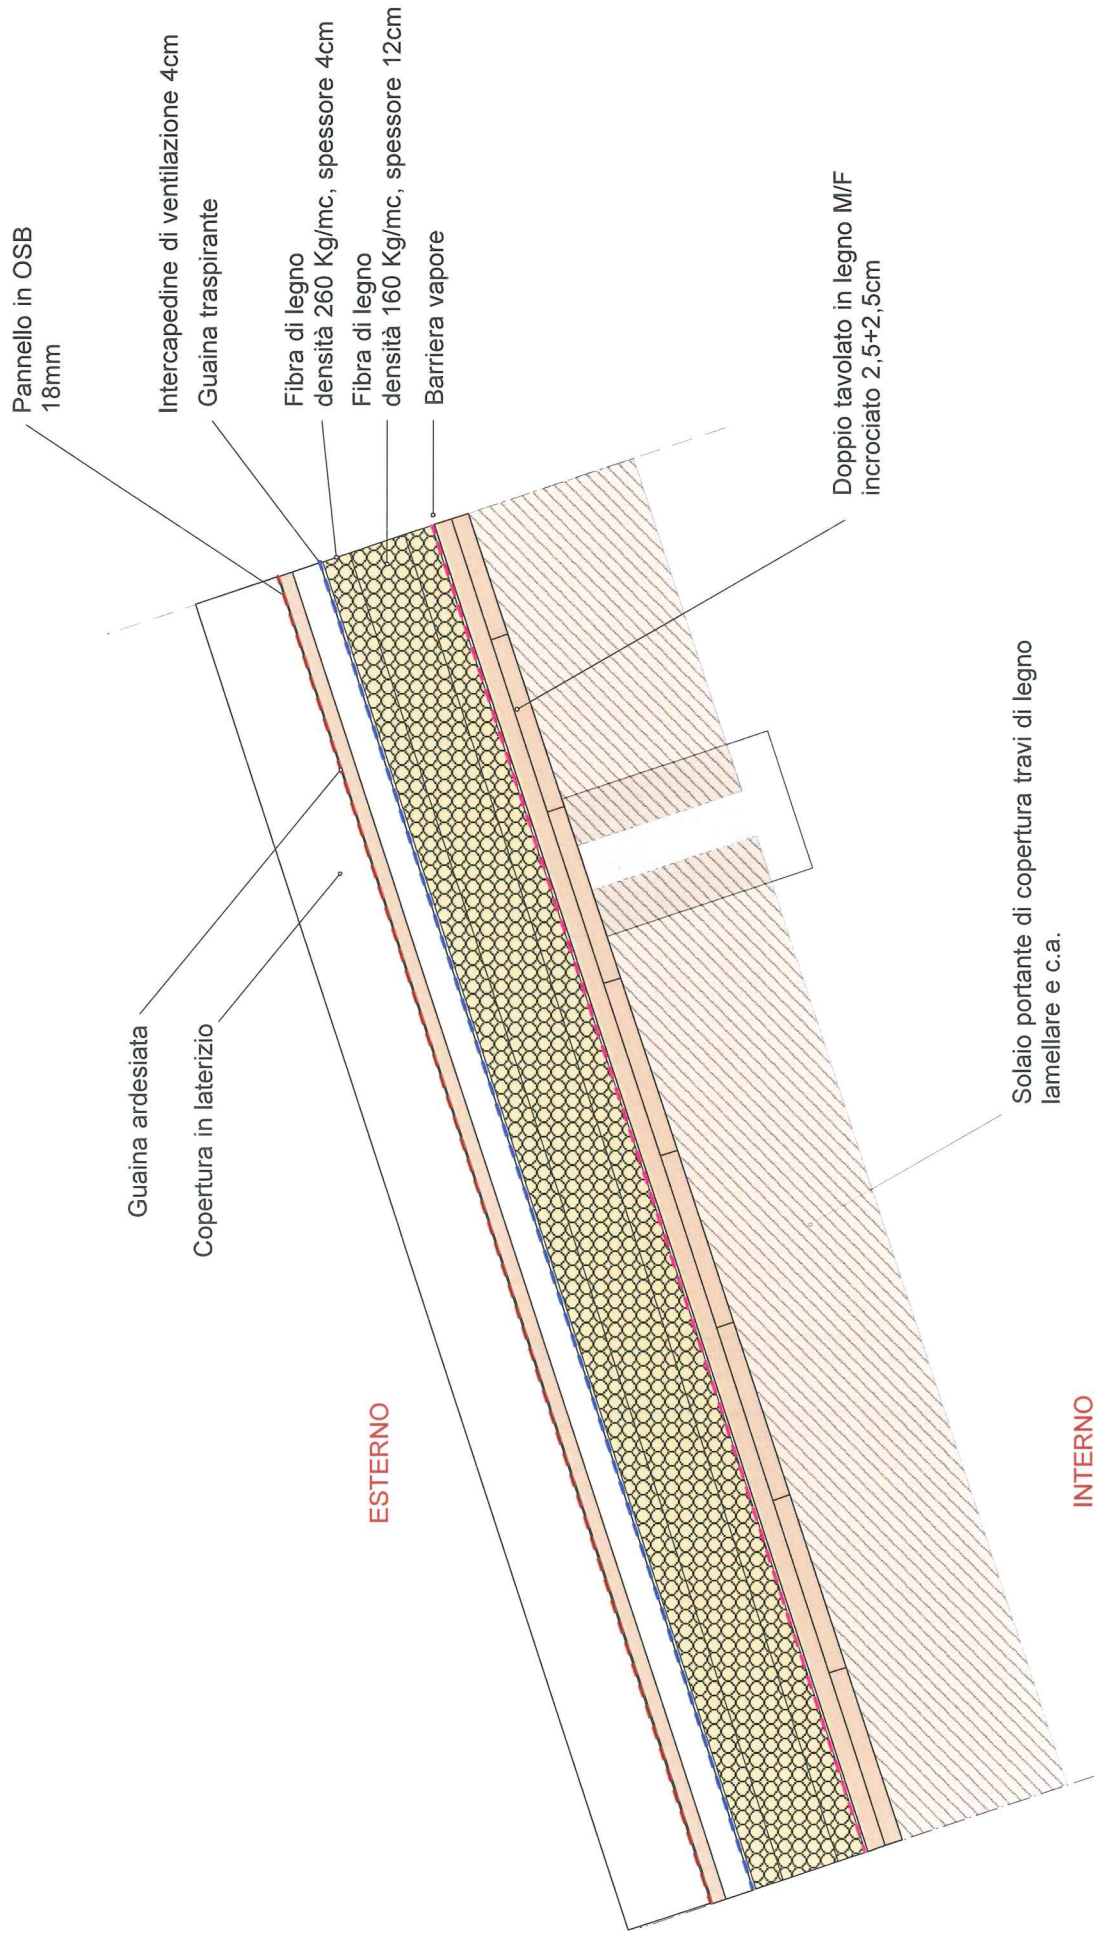 Pannello in OSB
18mm
Intercapedine di ventilazione 4cm
Guaina traspirante
Fibra di legno
densità 260 Kg/mc, spessore 4cm
Fibra di legno
densità 160 Kg/mc, spessore 12cm
Barriera vapore
Doppio tavolato in legno M/F
incrociato 2,5+2,5cm
Guaina ardesiata
Copertura in laterizio
Solaio portante di copertura travi di legno
lamellare e c.a.
ESTERNO
INTERNO